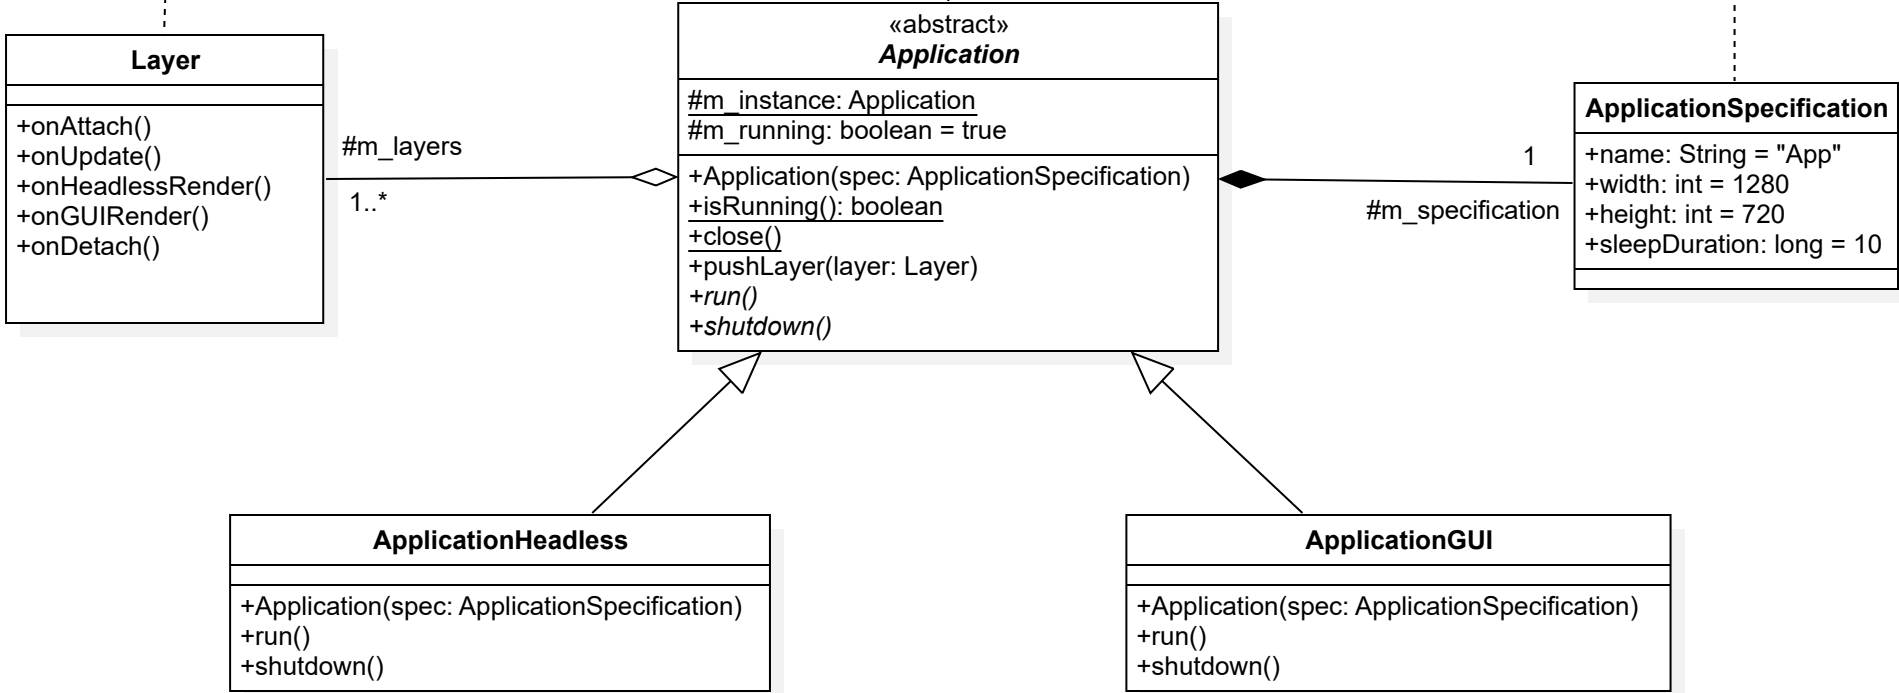 Layer
+onAttach()
+onUpdate()
+onHeadlessRender()
+onGUIRender()
+onDetach()
#m_layers
1..*
«abstract»
Application
#m_instance: Application
#m_running: boolean = true
+Application(spec: ApplicationSpecification)
+isRunning(): boolean
+close()
+pushLayer(layer: Layer)
+run()
+shutdown()
1
#m_specification
ApplicationSpecification
+name: String = "App"
+width: int = 1280
+height: int = 720
+sleepDuration: long = 10
ApplicationHeadless
+Application(spec: ApplicationSpecification)
+run()
+shutdown()
ApplicationGUI
+Application(spec: ApplicationSpecification)
+run()
+shutdown()